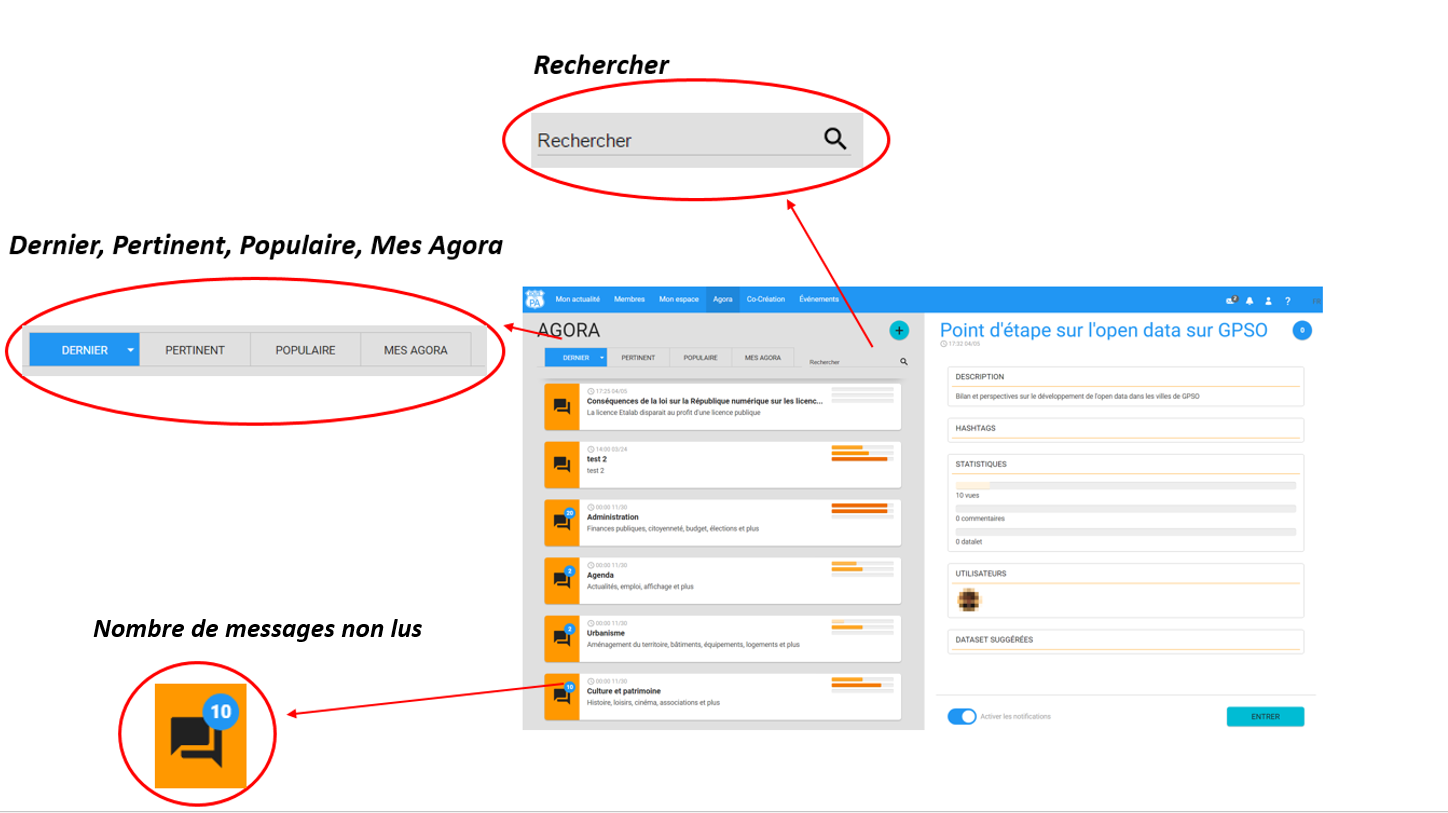 Rechercher
Rechercher
Dernier, Pertinent, Populaire, Mes Agora
DERNIER
PERTINENT
POPULAIRE
MES AGORA
PA
Mon actualité
Membres
Mon espace
Agora
Co-Création
Événements
2
?
AGORA
+
DERNIER
PERTINENT
POPULAIRE
MES AGORA
Rechercher
17:25 04/05
Conséquences de la loi sur la République numérique sur les licenc...
La licence Etalab disparait au profit d'une licence publique
14:00 03/24
test 2
test 2
20
00:00 11/30
Administration
Finances publiques, citoyenneté, budget, élections et plus
2
00:00 11/30
Agenda
Actualités, emploi, affichage et plus
2
00:00 11/30
Urbanisme
Aménagement du territoire, bâtiments, équipements, logements et plus
10
00:00 11/30
Culture et patrimoine
Histoire, loisirs, cinéma, associations et plus
Point d'étape sur l'open data sur GPSO
0
17:32 04/05
DESCRIPTION
Bilan et perspectives sur le développement de l'open data dans les villes de GPSO
HASHTAGS
STATISTIQUES
10 vues
0 commentaires
0 datalet
UTILISATEURS
DATASET SUGGÉRÉES
Activer les notifications
ENTRER
Nombre de messages non lus
10